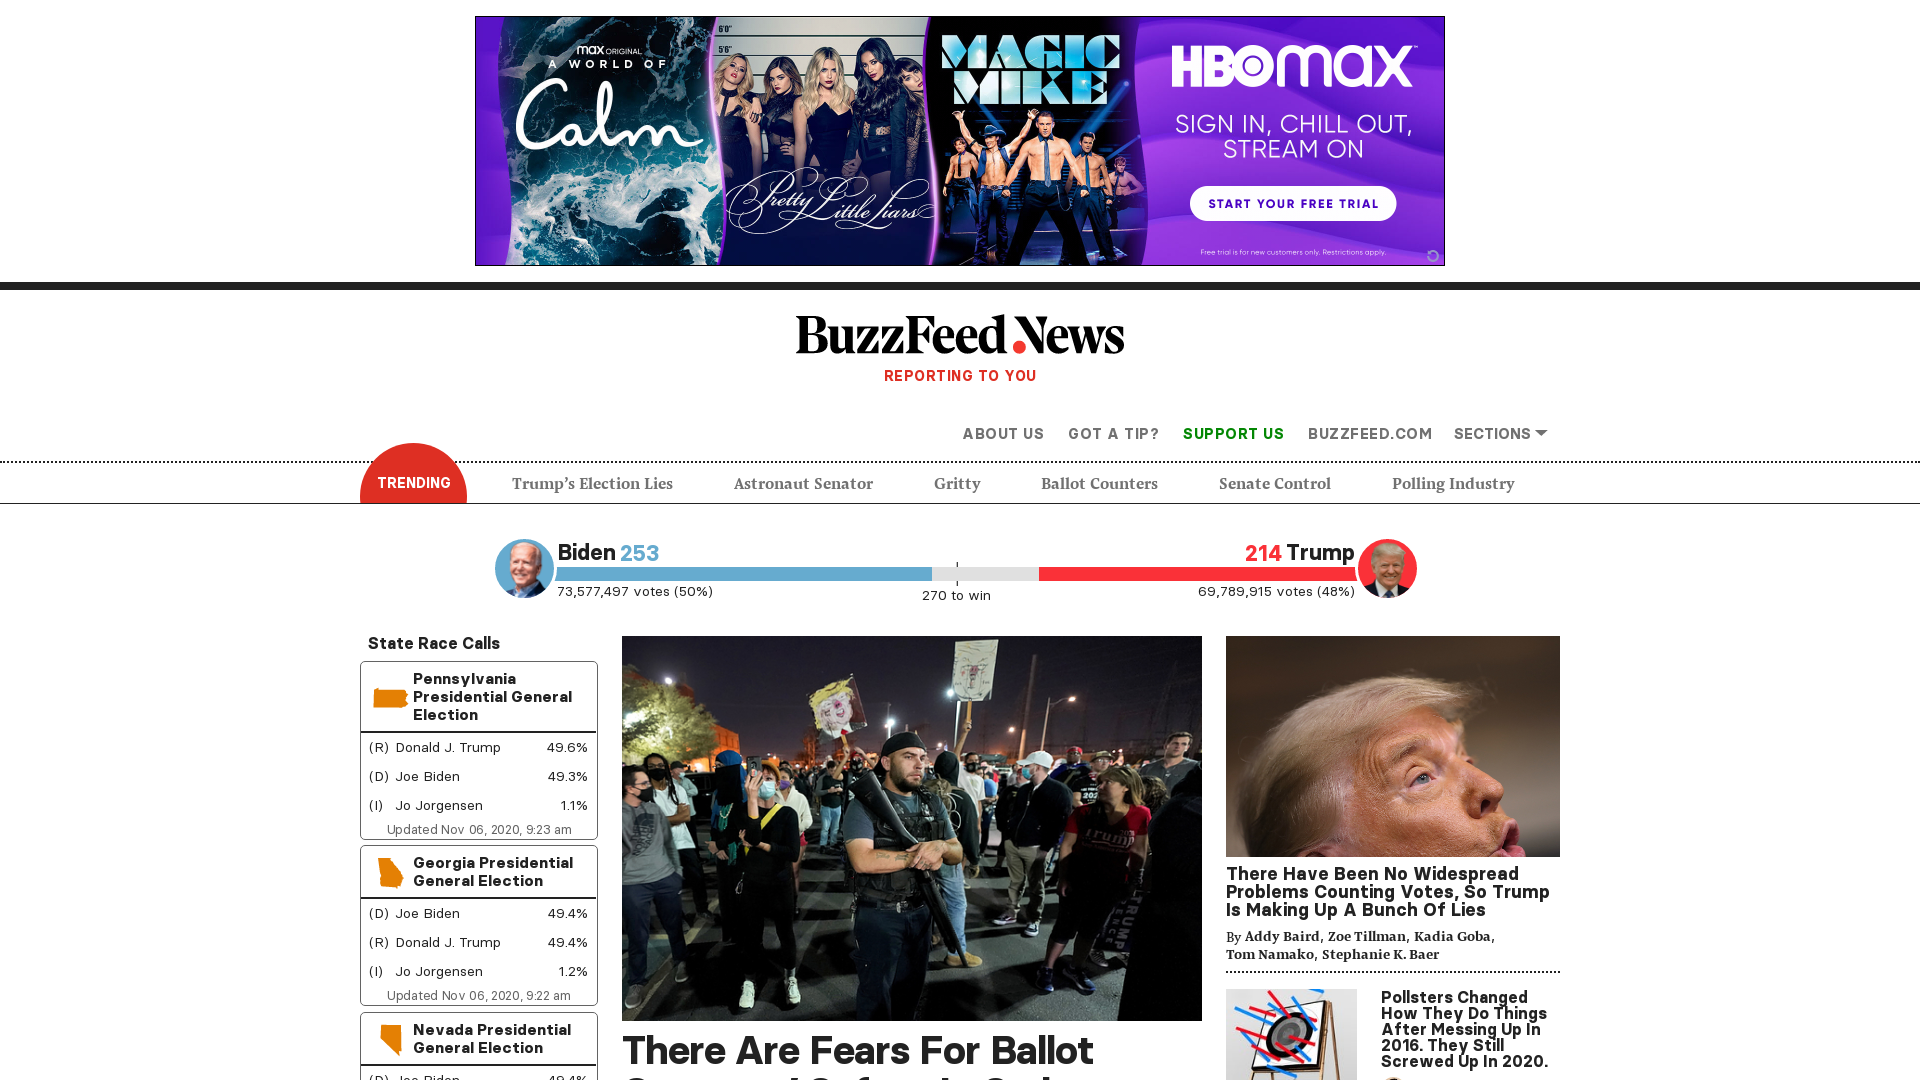 max ORIGINAL
A WORLD OF
Calm
6'0"
5'6"
Pretty Little Liars
MAGIC
MIKE
HBOmax
SIGN IN, CHILL OUT,
STREAM ON
START YOUR FREE TRIAL
Free trial is for new customers only. Restrictions apply.
BuzzFeed News
REPORTING TO YOU
ABOUT US
GOT A TIP?
SUPPORT US
BUZZFEED.COM
SECTIONS
TRENDING
Trump’s Election Lies
Astronaut Senator
Gritty
Ballot Counters
Senate Control
Polling Industry
Biden 253
214 Trump
73,577,497 votes (50%)
270 to win
69,789,915 votes (48%)
State Race Calls
Pennsylvania
Presidential General
Election
(R) Donald J. Trump 49.6%
(D) Joe Biden 49.3%
(I) Jo Jorgensen 1.1%
Updated Nov 06, 2020, 9:23 am
Georgia Presidential
General Election
(D) Joe Biden 49.4%
(R) Donald J. Trump 49.4%
(I) Jo Jorgensen 1.2%
Updated Nov 06, 2020, 9:22 am
Nevada Presidential
General Election
(D) Joe Biden 49.4%
Trump
TRUMP
There Are Fears For Ballot
There Have Been No Widespread
Problems Counting Votes, So Trump
Is Making Up A Bunch Of Lies
By Addy Baird, Zoe Tillman, Kadia Goba,
Tom Namako, Stephanie K. Baer
Pollsters Changed
How They Do Things
After Messing Up In
2016. They Still
Screwed Up In 2020.